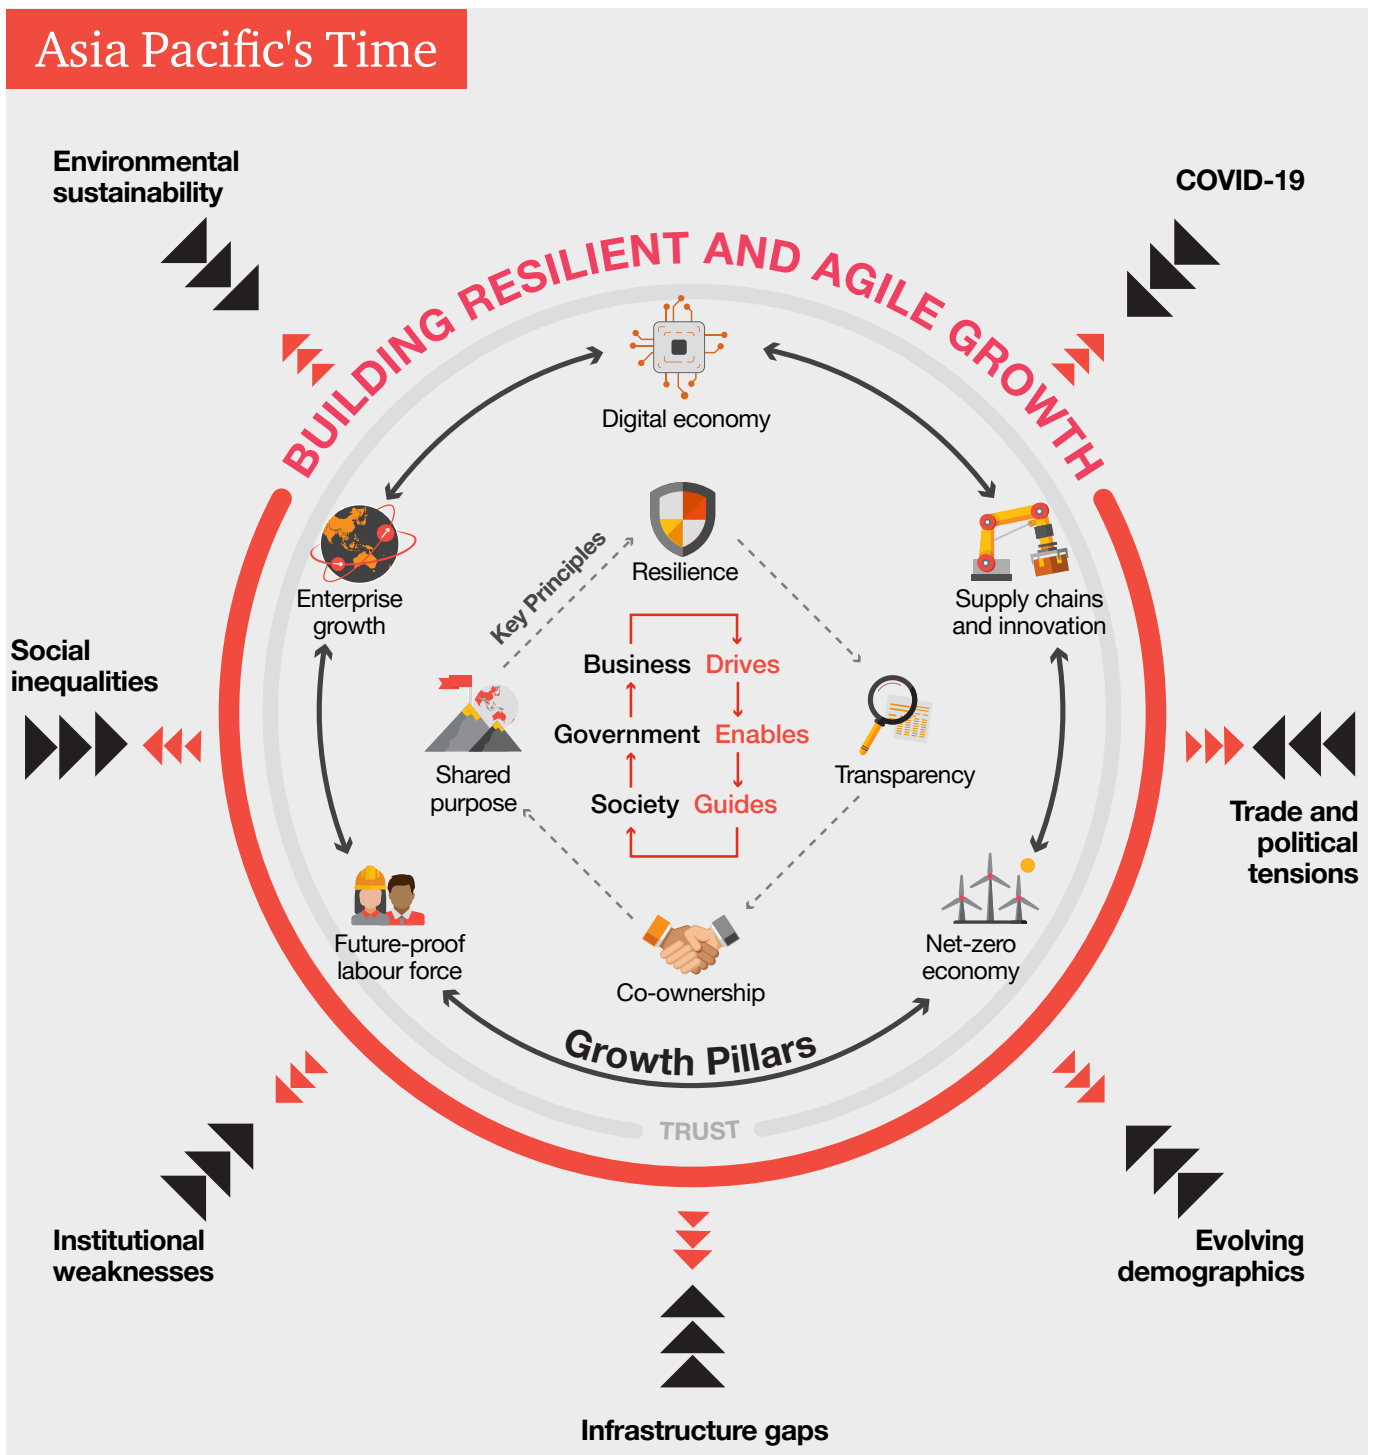 Asia Pacific's Time
Environmental
sustainability
COVID-19
BUILDING RESILIENT AND AGILE GROWTH
Digital economy
Enterprise
growth
Supply chains
and innovation
Key Principles
Resilience
Social
inequalities
Business Drives
Government Enables
Society Guides
Shared
purpose
Transparency
Trade and
political
tensions
Future-proof
labour force
Net-zero
economy
Co-ownership
Growth Pillars
TRUST
Institutional
weaknesses
Evolving
demographics
Infrastructure gaps